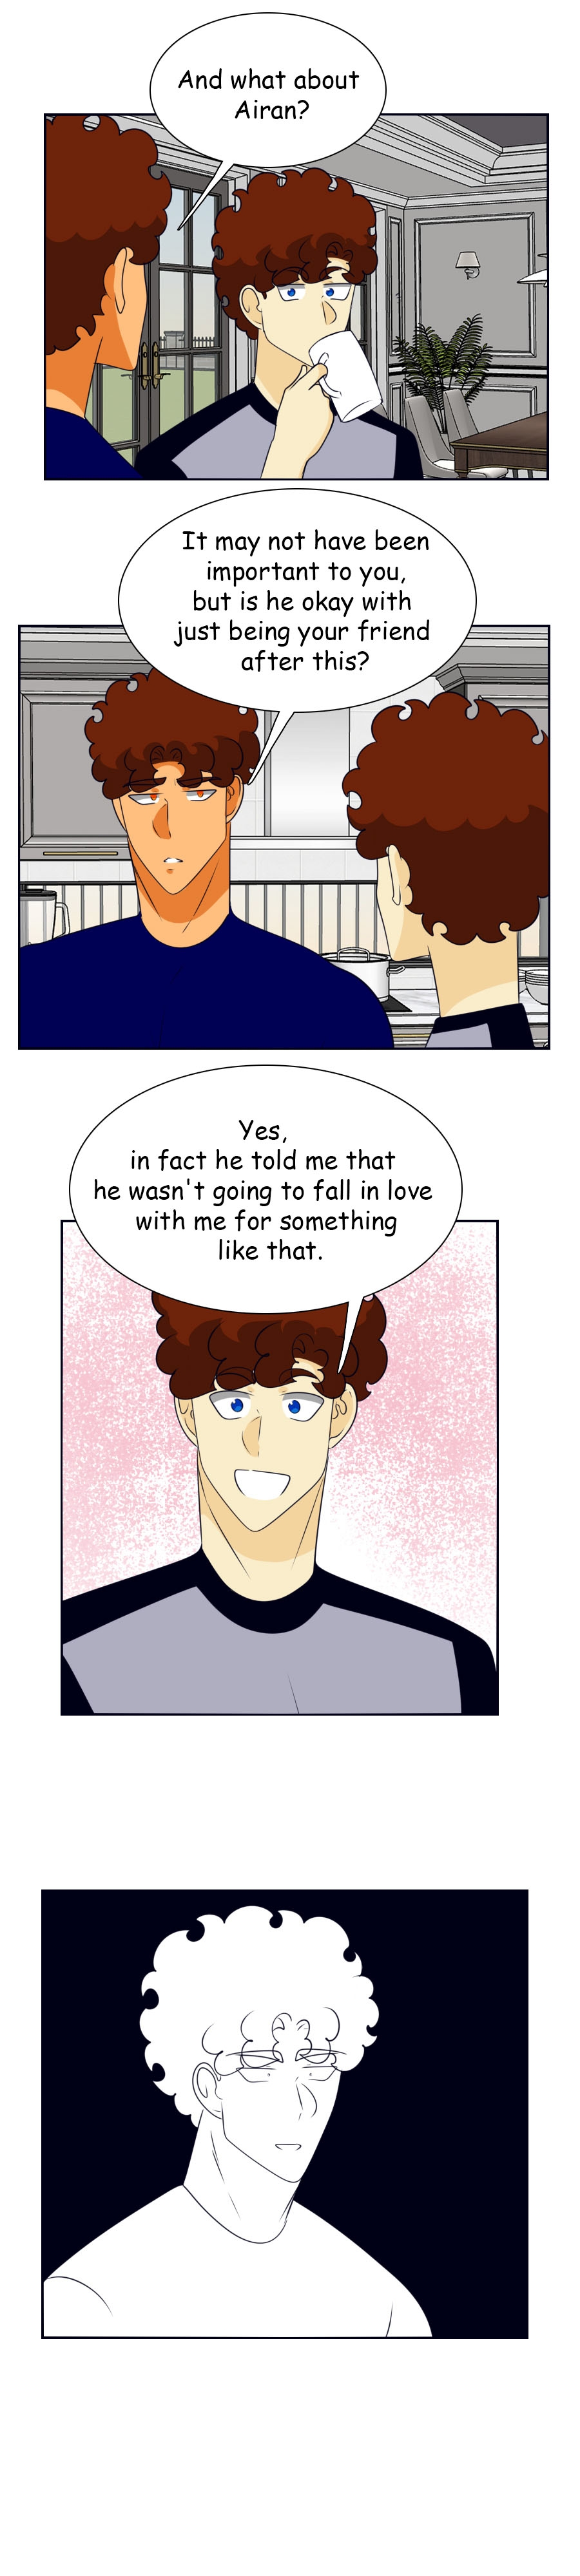 And what about
Airan?
It may not have been
important to you,
but is he okay with
just being your friend
after this?
Yes,
in fact he told me that
he wasn't going to fall in love
with me for something
like that.